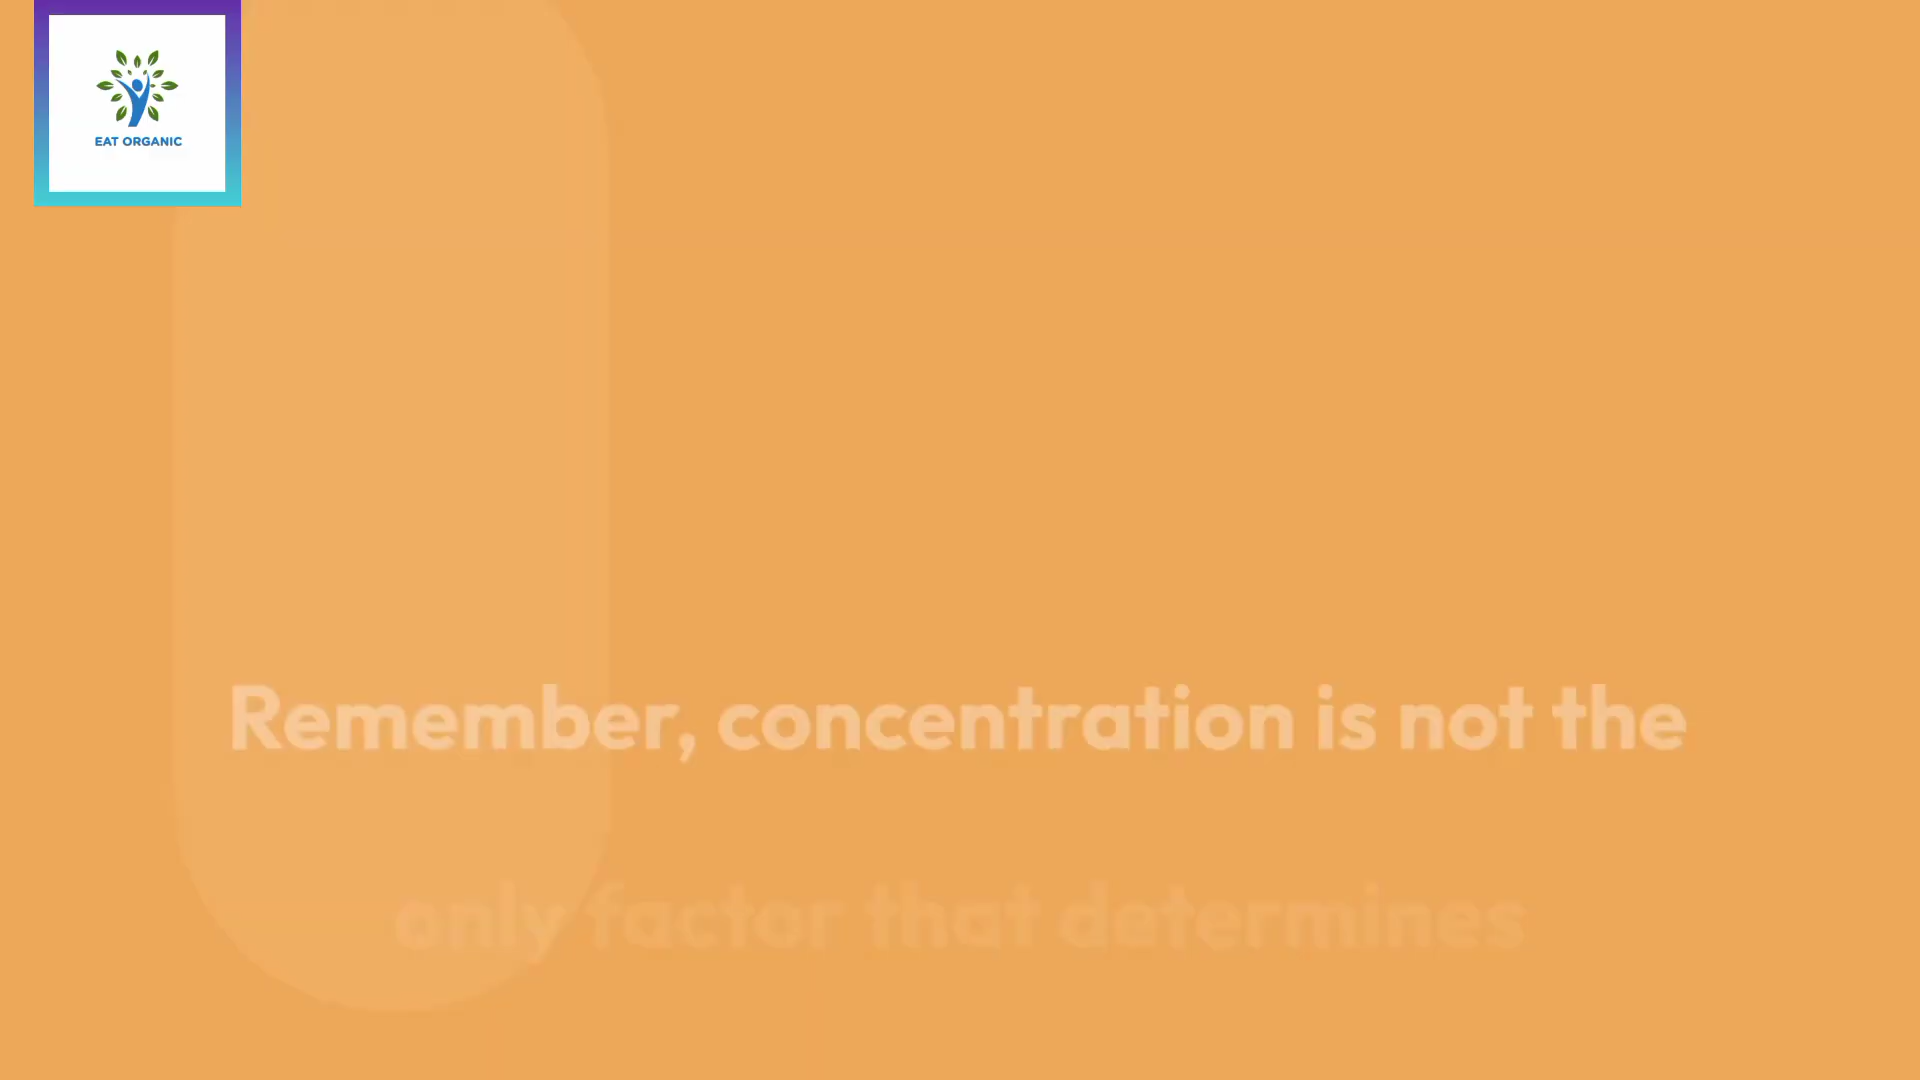 EAT ORGANIC
Remember, concentration is not the
only factor that determines